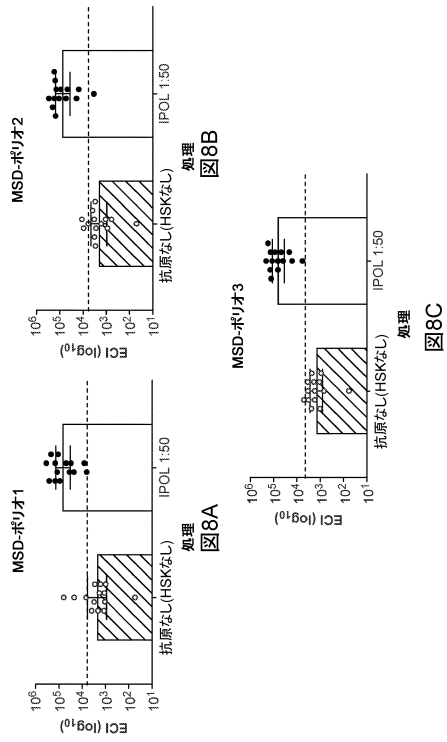 MSD-ポリオ1
ECI (log10)
10^6
10^5
10^4
10^3
10^2
10^1
抗原なし(HSKなし)
IPOL 1:50
処理
図8A
MSD-ポリオ2
ECI (log10)
10^6
10^5
10^4
10^3
10^2
10^1
抗原なし(HSKなし)
IPOL 1:50
処理
図8B
MSD-ポリオ3
ECI (log10)
10^6
10^5
10^4
10^3
10^2
10^1
抗原なし(HSKなし)
IPOL 1:50
処理
図8C